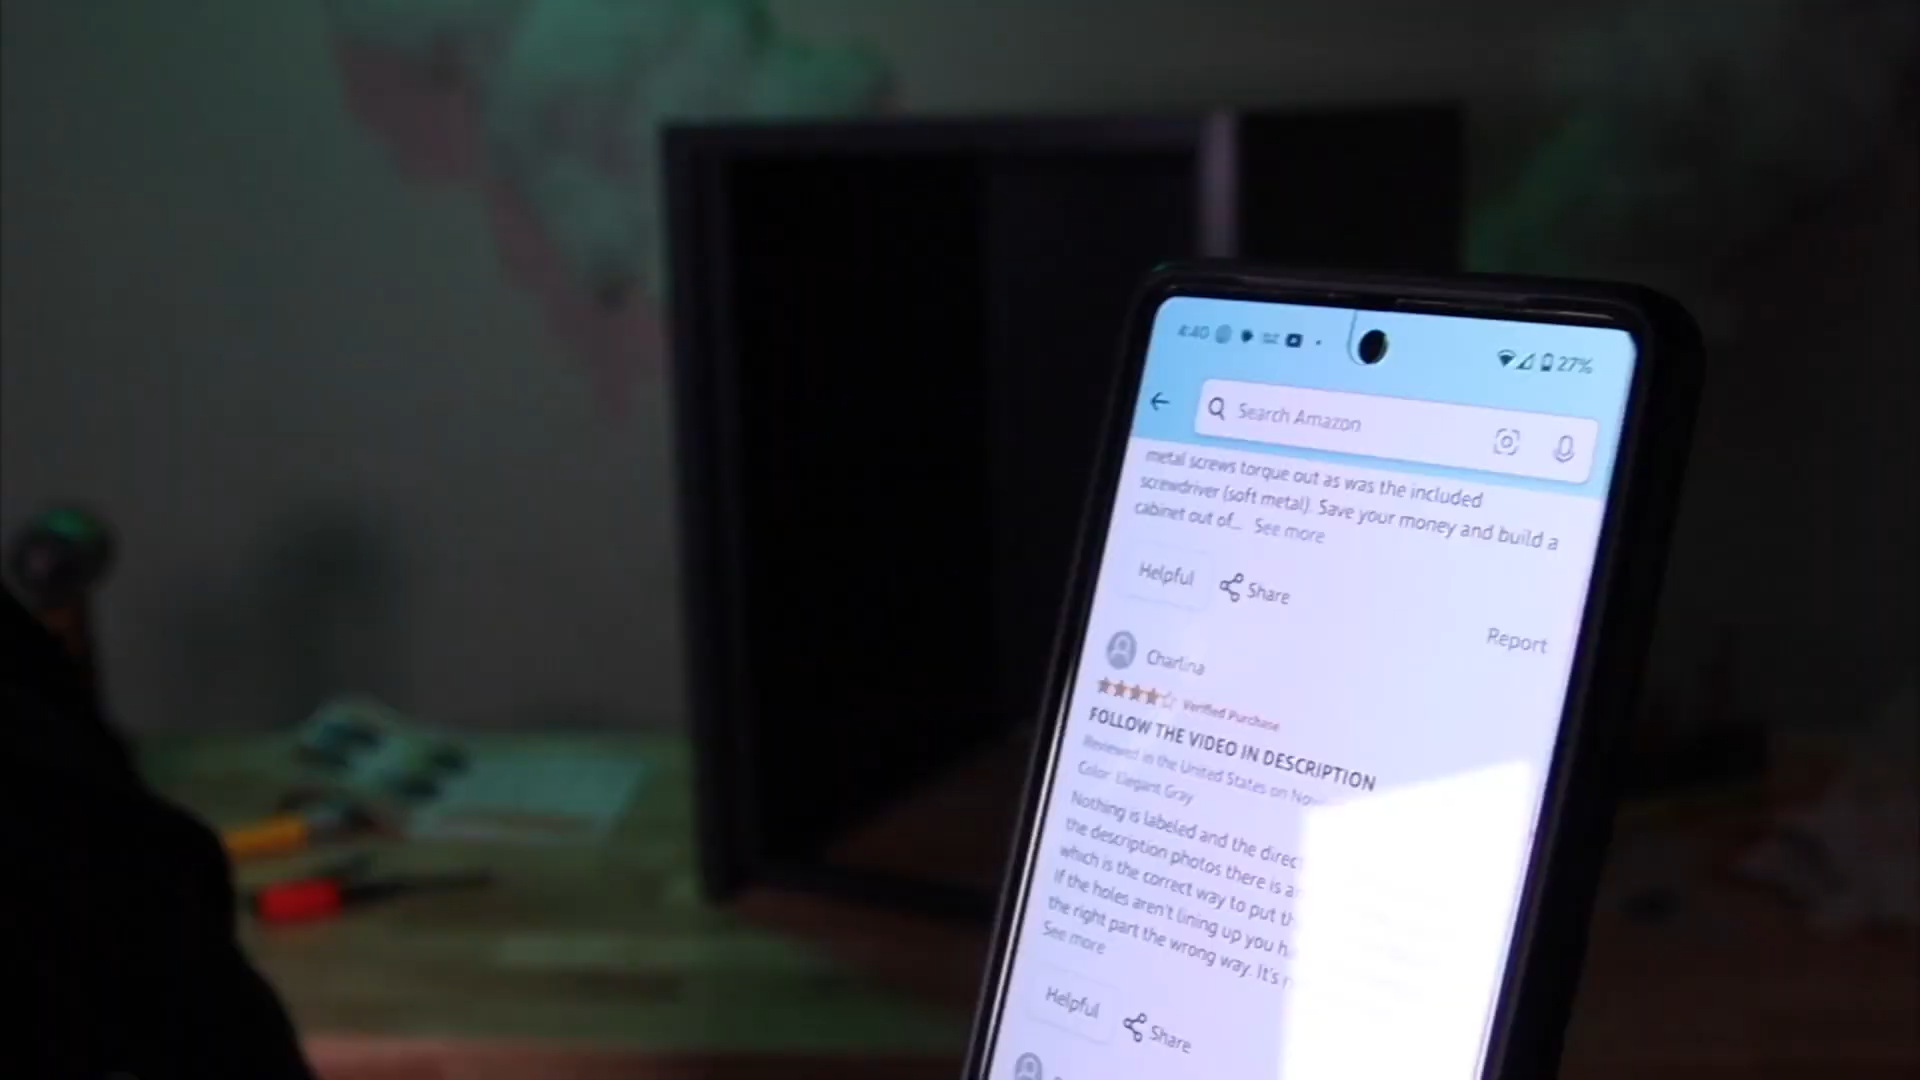 4:40
27%
Search Amazon
metal screws torque out as was the included
screwdriver (soft metal). Save your money and build a
cabinet out of... See more
Helpful
Share
Report
Charlina
Verified Purchase
FOLLOW THE VIDEO IN DESCRIPTION
Reviewed in the United States on
Color: Elegant Gray
Nothing is labeled and the
the description photos there is a
which is the correct way to put
If the holes aren't lining up you
the right part the wrong way. It's
See more
Helpful
Share